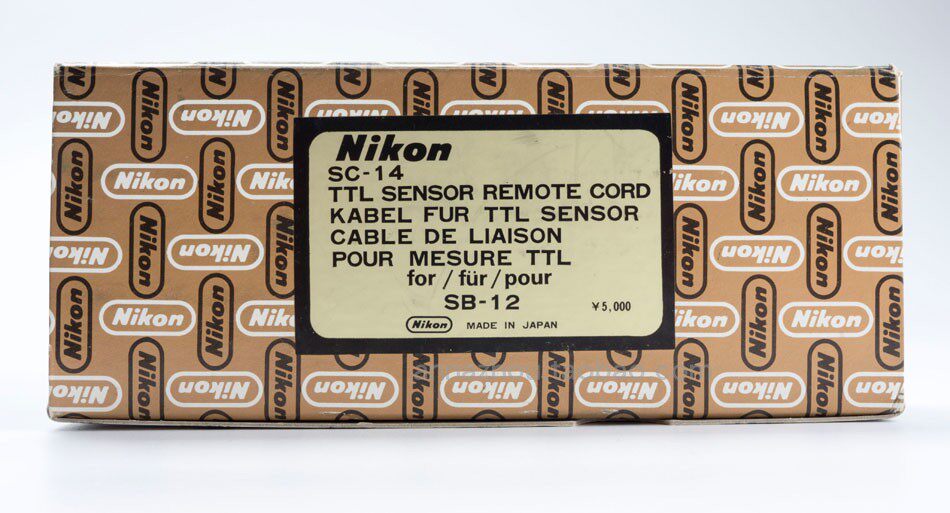 Nikon
SC-14
TTL SENSOR REMOTE CORD
KABEL FUR TTL SENSOR
CABLE DE LIAISON
POUR MESURE TTL
for / für / pour
SB-12
¥5,000
Nikon MADE IN JAPAN